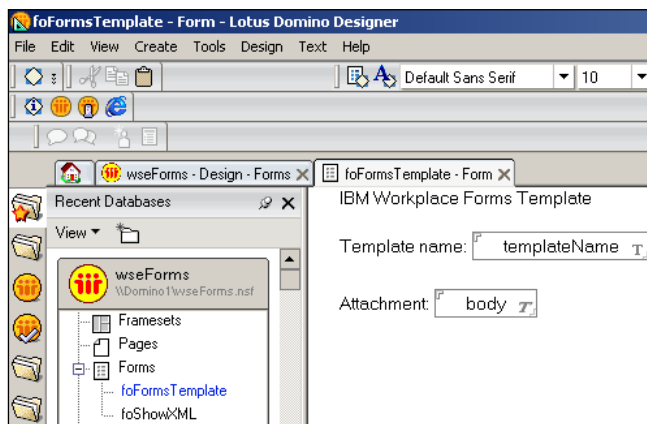 foFormsTemplate - Form - Lotus Domino Designer
File Edit View Create Tools Design Text Help
Default Sans Serif 10
wseForms - Design - Forms foFormsTemplate - Form
Recent Databases
View
wseForms
\\Domino1\wseForms.nsf
Framesets
Pages
Forms
foFormsTemplate
foShowXML
IBM Workplace Forms Template
Template name: templateName T
Attachment: body T